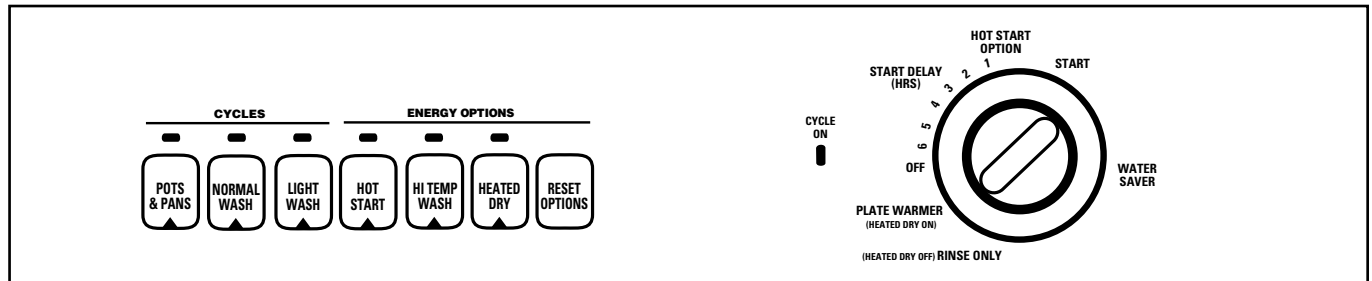 CYCLES
ENERGY OPTIONS
POTS
& PANS
NORMAL
WASH
LIGHT
WASH
HOT
START
HI TEMP
WASH
HEATED
DRY
RESET
OPTIONS
CYCLE
ON
HOT START
OPTION
START
START DELAY
(HRS)
1
2
3
4
5
6
OFF
WATER
SAVER
PLATE WARMER
(HEATED DRY ON)
(HEATED DRY OFF) RINSE ONLY